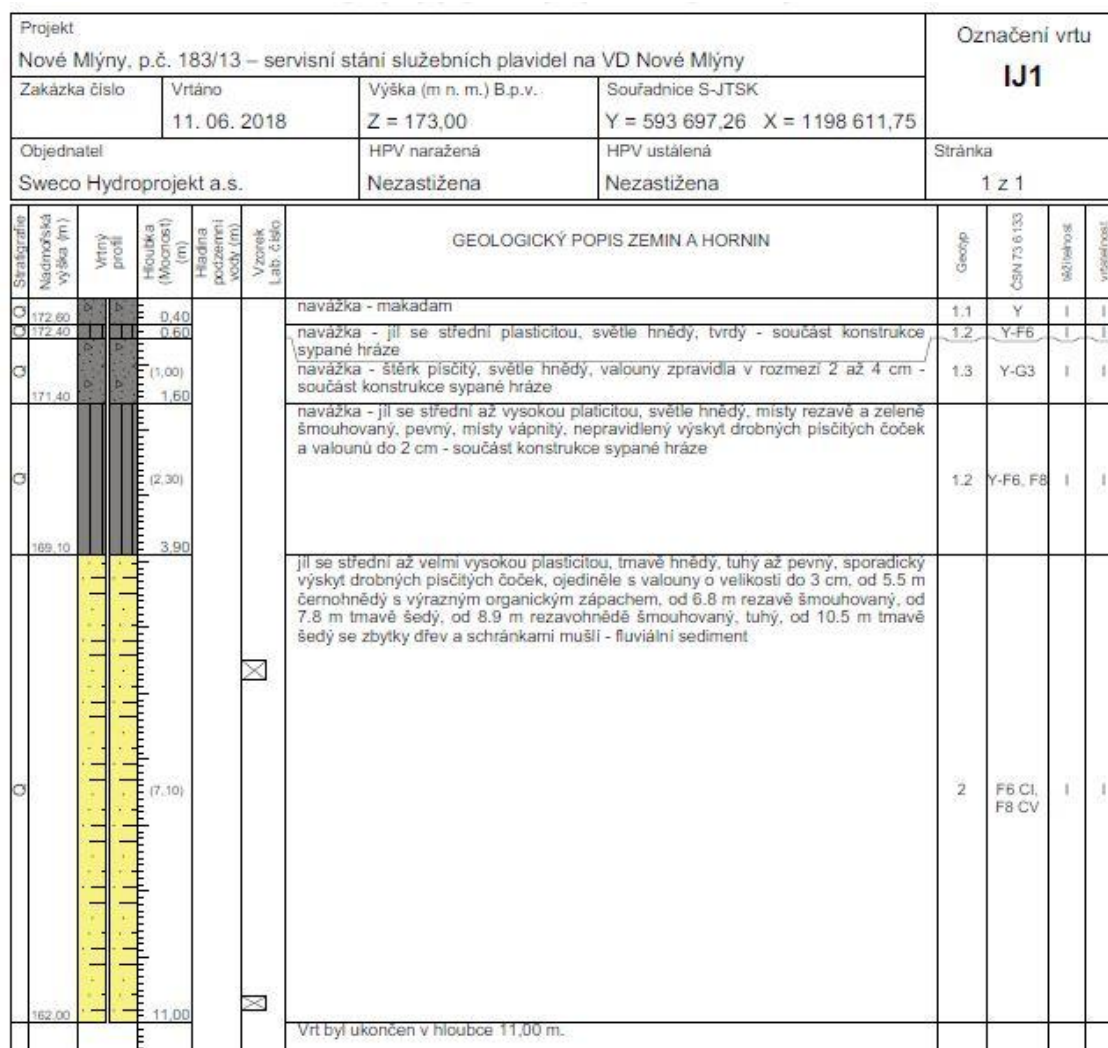 Projekt
Nové Mlýny, p.č. 183/13 – servisní stání služebních plavidel na VD Nové Mlýny
Označení vrtu
IJ1
Zakázka číslo
Vrtáno
11. 06. 2018
Výška (m n. m.) B.p.v.
Z = 173,00
Souřadnice S-JTSK
Y = 593 697,26 X = 1198 611,75
Objednatel
Sweco Hydroprojekt a.s.
HPV naražená
Nezastižena
HPV ustálená
Nezastižena
Stránka
1 z 1
Stratigrafie
Nadmořská
výška (m)
Vrtný
profil
Hloubka
(Mocnost)
(m)
Hladina
podzemní
vody (m)
Vzorek
Lab. číslo
GEOLOGICKÝ POPIS ZEMIN A HORNIN
Geotyp
ČSN 73 6133
těžitelnost
vrtatelnost
Q
172,60
0,40
navážka - makadam
1.1
Y
I
I
Q
172,40
0,60
navážka - jíl se střední plasticitou, světle hnědý, tvrdý - součást konstrukce
sypané hráze
1.2
Y-F6
I
I
Q
171,40
(1,00)
1,60
navážka - štěrk písčitý, světle hnědý, valouny zpravidla v rozmezí 2 až 4 cm -
součást konstrukce sypané hráze
1.3
Y-G3
I
I
Q
169,10
(2,30)
3,90
navážka - jíl se střední až vysokou platicitou, světle hnědý, místy rezavě a zeleně
šmouhovaný, pevný, místy vápnitý, nepravidlený výskyt drobných písčitých čoček
a valounů do 2 cm - součást konstrukce sypané hráze
1.2
Y-F6, F8
I
I
Q
162,00
(7,10)
11,00
jíl se střední až velmi vysokou plasticitou, tmavě hnědý, tuhý až pevný, sporadický
výskyt drobných písčitých čoček, ojediněle s valouny o velikosti do 3 cm, od 5.5 m
černohnědý s výrazným organickým zápachem, od 6.8 m rezavě šmouhovaný, od
7.8 m tmavě šedý, od 8.9 m rezavohnědě šmouhovaný, tuhý, od 10.5 m tmavě
šedý se zbytky dřev a schránkami mušlí - fluviální sediment
2
F6 CI,
F8 CV
I
I
Vrt byl ukončen v hloubce 11,00 m.